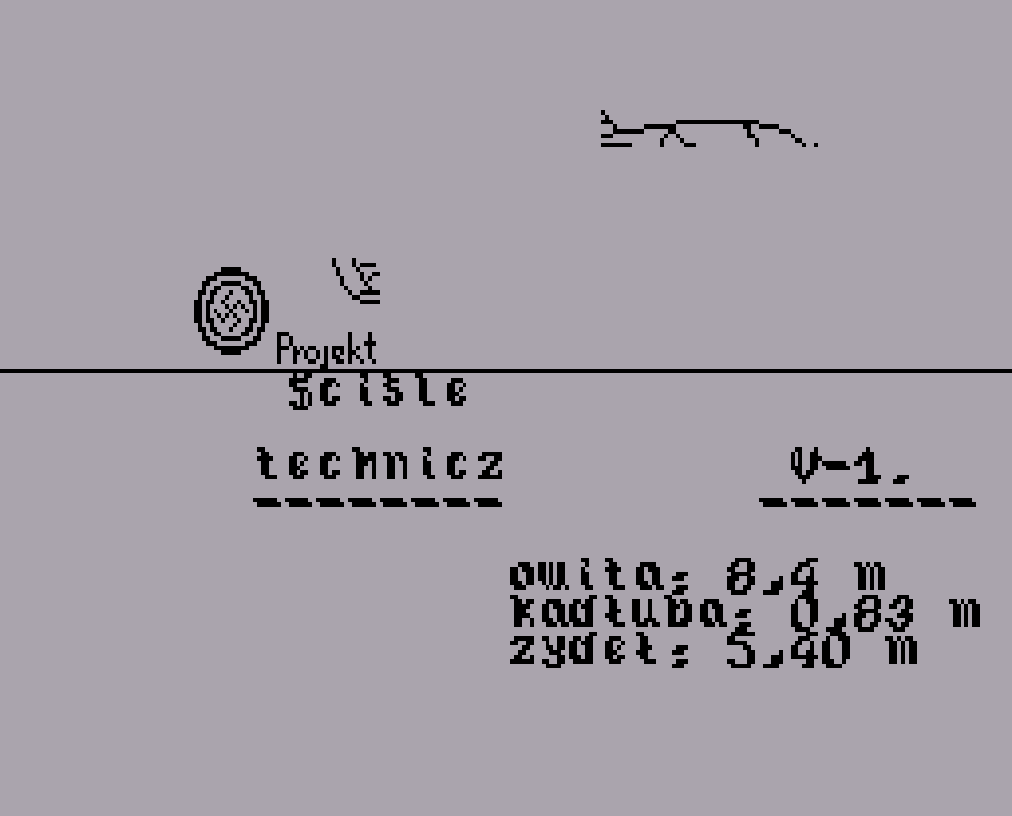 Projekt
Ściśle
technicz V-1.
owita: 8,4 m
kadłuba: 0,83 m
zydeł: 5,40 m